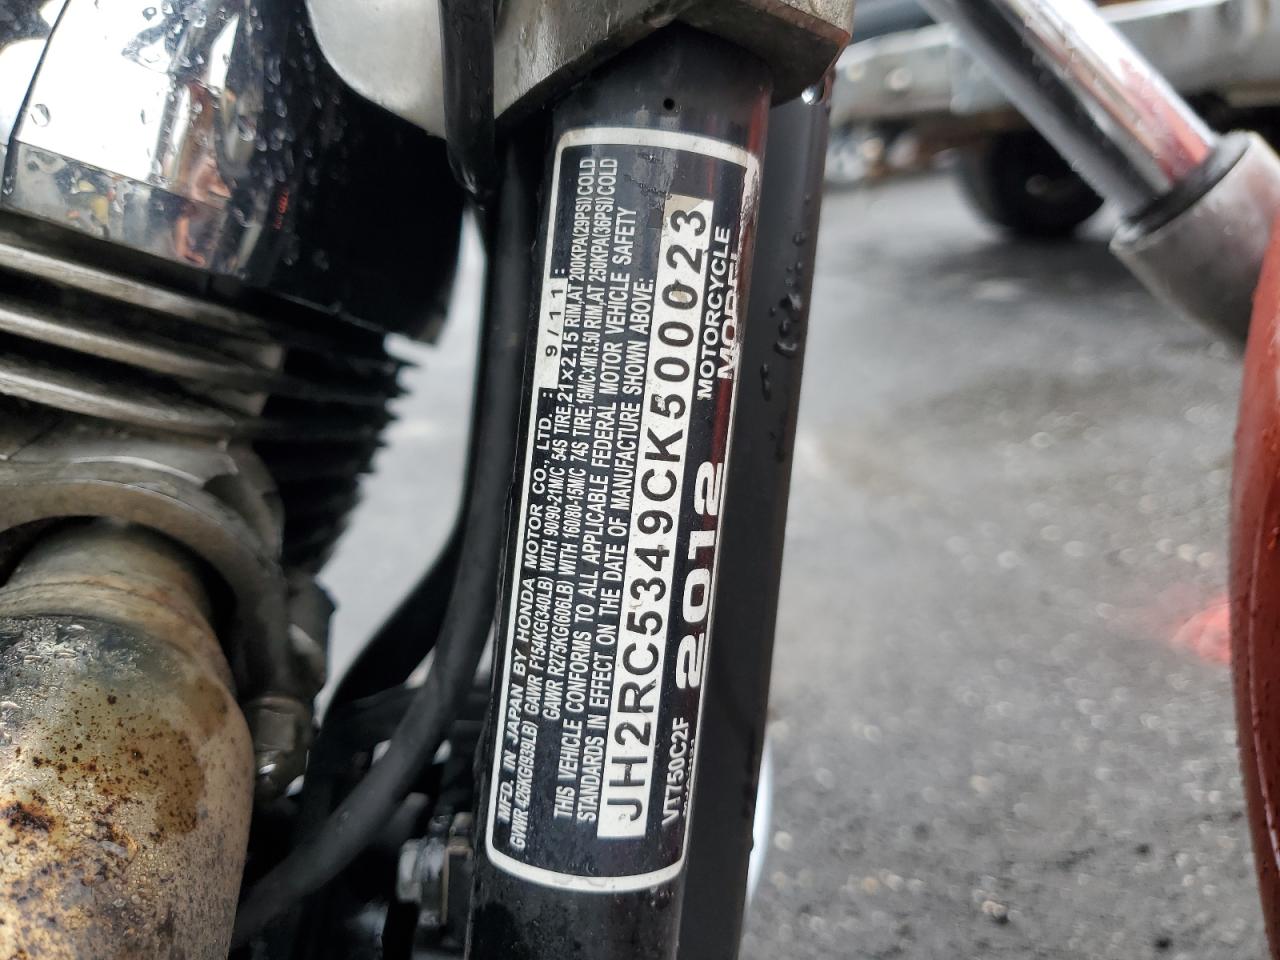 MFD. IN JAPAN BY HONDA MOTOR CO., LTD. : 9/11 :
GVWR 426KG(939LB) GAWR F154KG(340LB) WITH 90/90-21M/C 54S TIRE,21×2.15 RIM,AT 200KPA(29PSI)COLD
GAWR R275KG(606LB) WITH 160/80-15M/C 74S TIRE,15M/C×MT3.50 RIM,AT 250KPA(36PSI)COLD
THIS VEHICLE CONFORMS TO ALL APPLICABLE FEDERAL MOTOR VEHICLE SAFETY
STANDARDS IN EFFECT ON THE DATE OF MANUFACTURE SHOWN ABOVE:
JH2RC5349CK500023
MOTORCYCLE
VT750C2F 2012 MODEL